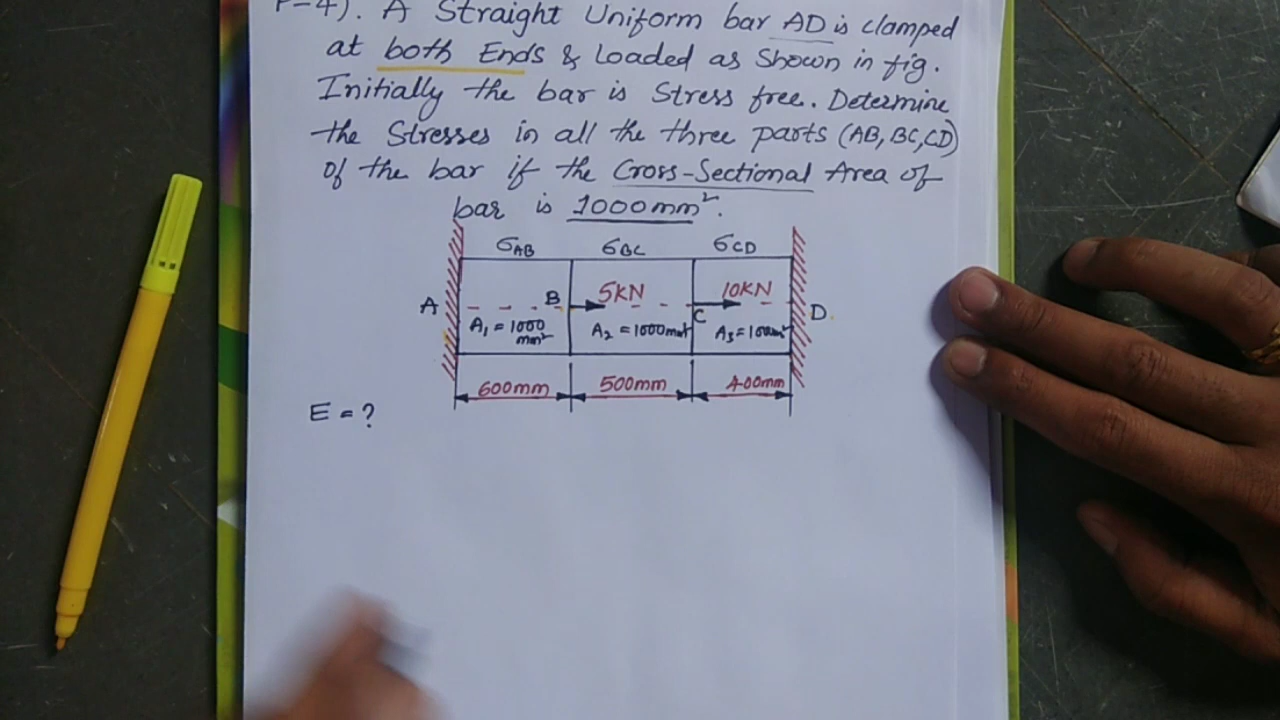 P-4). A Straight Uniform bar AD is clamped
at both Ends & Loaded as Shown in fig.
Initially the bar is Stress free. Determine
the Stresses in all the three parts (AB, BC, CD)
of the bar if the Cross-Sectional Area of
bar is 1000mm².
σAB σBC σCD
A B 5KN C 10KN D
A₁ = 1000 mm² A₂ = 1000mm²
600mm 500mm 400mm
E = ?